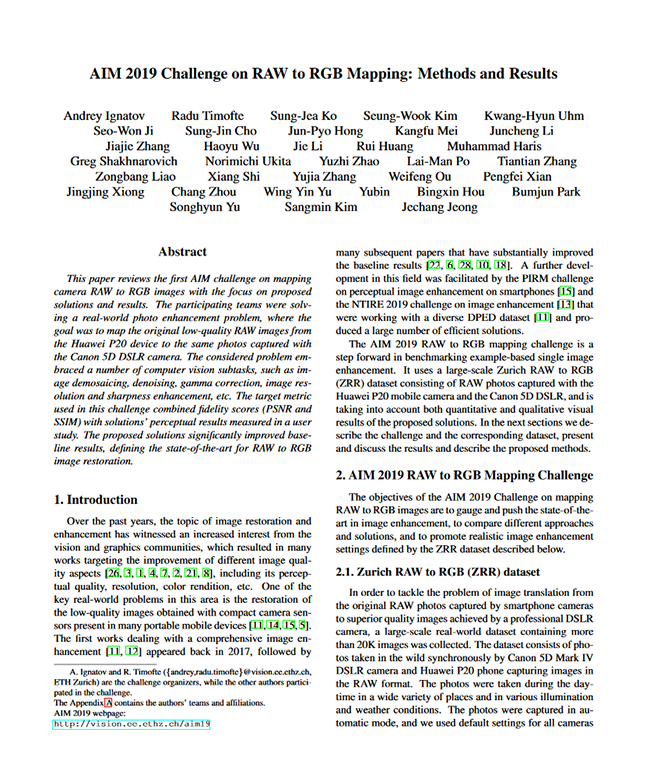 AIM 2019 Challenge on RAW to RGB Mapping: Methods and Results
Andrey Ignatov Radu Timofte Sung-Jea Ko Seung-Wook Kim Kwang-Hyun Uhm
Seo-Won Ji Sung-Jin Cho Jun-Pyo Hong Kangfu Mei Juncheng Li
Jiajie Zhang Haoyu Wu Jie Li Rui Huang Muhammad Haris
Greg Shakhnarovich Norimichi Ukita Yuzhi Zhao Lai-Man Po Tiantian Zhang
Zongbang Liao Xiang Shi Yujia Zhang Weifeng Ou Pengfei Xian
Jingjing Xiong Chang Zhou Wing Yin Yu Yubin Bingxin Hou Bumjun Park
Songhyun Yu Sangmin Kim Jechang Jeong
Abstract
This paper reviews the first AIM challenge on mapping
camera RAW to RGB images with the focus on proposed
solutions and results. The participating teams were solv-
ing a real-world photo enhancement problem, where the
goal was to map the original low-quality RAW images from
the Huawei P20 device to the same photos captured with
the Canon 5D DSLR camera. The considered problem em-
braced a number of computer vision subtasks, such as im-
age demosaicing, denoising, gamma correction, image res-
olution and sharpness enhancement, etc. The target metric
used in this challenge combined fidelity scores (PSNR and
SSIM) with solutions' perceptual results measured in a user
study. The proposed solutions significantly improved base-
line results, defining the state-of-the-art for RAW to RGB
image restoration.
1. Introduction
Over the past years, the topic of image restoration and
enhancement has witnessed an increased interest from the
vision and graphics communities, which resulted in many
works targeting the improvement of different image qual-
ity aspects [26, 3, 1, 4, 7, 2, 21, 8], including its percep-
tual quality, resolution, color rendition, etc. One of the
key real-world problems in this area is the restoration of
the low-quality images obtained with compact camera sen-
sors present in many portable mobile devices [11, 14, 15, 5].
The first works dealing with a comprehensive image en-
hancement [11, 12] appeared back in 2017, followed by
A. Ignatov and R. Timofte ({andrey,radu.timofte}@vision.ee.ethz.ch,
ETH Zurich) are the challenge organizers, while the other authors partici-
pated in the challenge.
The Appendix A contains the authors' teams and affiliations.
AIM 2019 webpage:
http://vision.ee.ethz.ch/aim19
many subsequent papers that have substantially improved
the baseline results [22, 6, 28, 10, 18]. A further devel-
opment in this field was facilitated by the PIRM challenge
on perceptual image enhancement on smartphones [15] and
the NTIRE 2019 challenge on image enhancement [13] that
were working with a diverse DPED dataset [11] and pro-
duced a large number of efficient solutions.
The AIM 2019 RAW to RGB mapping challenge is a
step forward in benchmarking example-based single image
enhancement. It uses a large-scale Zurich RAW to RGB
(ZRR) dataset consisting of RAW photos captured with the
Huawei P20 mobile camera and the Canon 5D DSLR, and is
taking into account both quantitative and qualitative visual
results of the proposed solutions. In the next sections we de-
scribe the challenge and the corresponding dataset, present
and discuss the results and describe the proposed methods.
2. AIM 2019 RAW to RGB Mapping Challenge
The objectives of the AIM 2019 Challenge on mapping
RAW to RGB images are to gauge and push the state-of-the-
art in image enhancement, to compare different approaches
and solutions, and to promote realistic image enhancement
settings defined by the ZRR dataset described below.
2.1. Zurich RAW to RGB (ZRR) dataset
In order to tackle the problem of image translation from
the original RAW photos captured by smartphone cameras
to superior quality images achieved by a professional DSLR
camera, a large-scale real-world dataset containing more
than 20K images was collected. The dataset consists of pho-
tos taken in the wild synchronously by Canon 5D Mark IV
DSLR camera and Huawei P20 phone capturing images in
the RAW format. The photos were taken during the day-
time in a wide variety of places and in various illumination
and weather conditions. The photos were captured in au-
tomatic mode, and we used default settings for all cameras